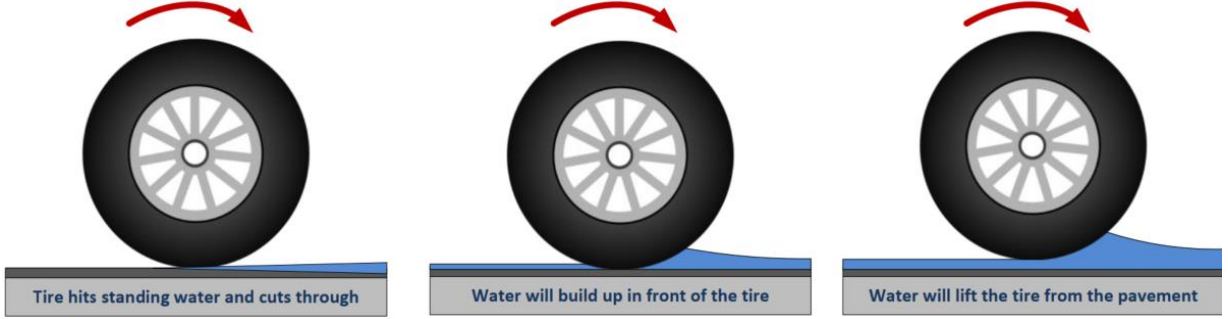 Tire hits standing water and cuts through
Water will build up in front of the tire
Water will lift the tire from the pavement